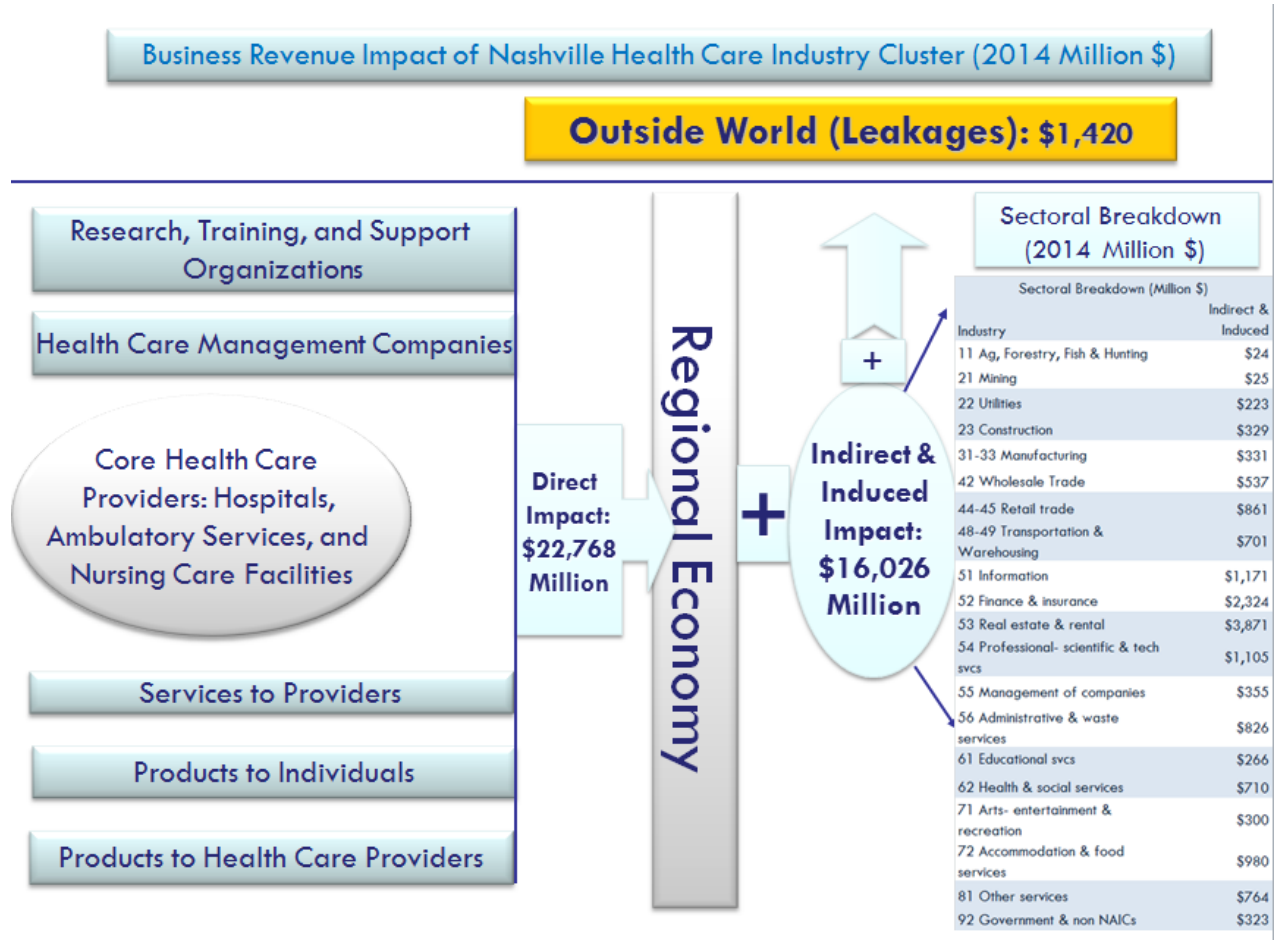 Business Revenue Impact of Nashville Health Care Industry Cluster (2014 Million $)
Outside World (Leakages): $1,420
Research, Training, and Support
Organizations
Health Care Management Companies
Core Health Care
Providers: Hospitals,
Ambulatory Services, and
Nursing Care Facilities
Services to Providers
Products to Individuals
Products to Health Care Providers
Direct
Impact:
$22,768
Million
Regional Economy
+
+
Indirect &
Induced
Impact:
$16,026
Million
Sectoral Breakdown
(2014 Million $)
Sectoral Breakdown (Million $)
Indirect &
Industry Induced
11 Ag, Forestry, Fish & Hunting $24
21 Mining $25
22 Utilities $223
23 Construction $329
31-33 Manufacturing $331
42 Wholesale Trade $537
44-45 Retail trade $861
48-49 Transportation &
Warehousing $701
51 Information $1,171
52 Finance & insurance $2,324
53 Real estate & rental $3,871
54 Professional- scientific & tech
svcs $1,105
55 Management of companies $355
56 Administrative & waste
services $826
61 Educational svcs $266
62 Health & social services $710
71 Arts- entertainment &
recreation $300
72 Accommodation & food
services $980
81 Other services $764
92 Government & non NAICs $323